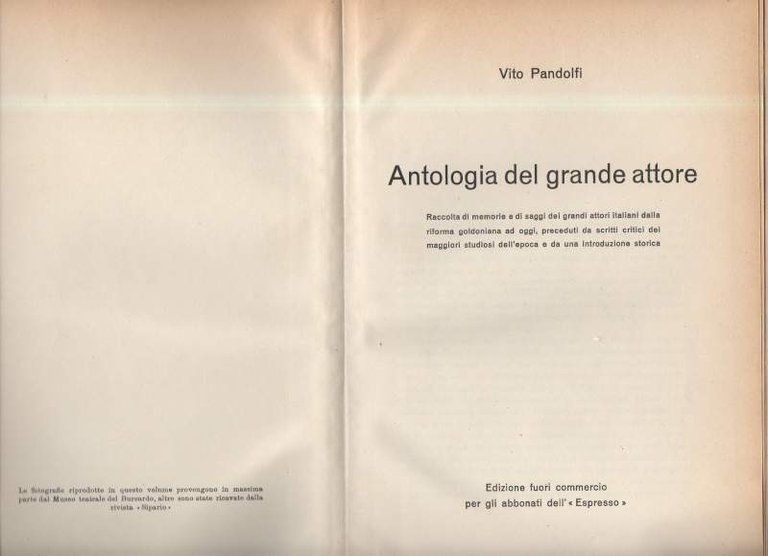 Le fotografie riprodotte in questo volume provengono in massima
parte dal Museo teatrale del Burcardo, altre sono state ricavate dalla
rivista « Sipario »
Vito Pandolfi
Antologia del grande attore
Raccolta di memorie e di saggi dei grandi attori italiani dalla
riforma goldoniana ad oggi, preceduti da scritti critici dei
maggiori studiosi dell'epoca e da una introduzione storica
Edizione fuori commercio
per gli abbonati dell'« Espresso »